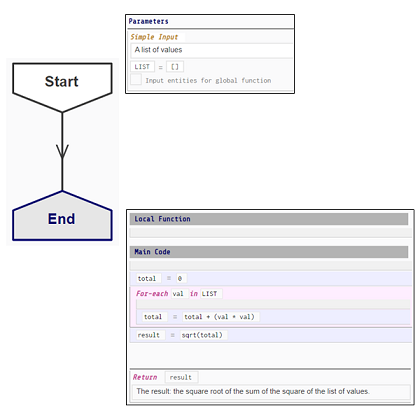 Parameters
Simple Input
A list of values
LIST = []
Input entities for global function
Start
End
Local Function
Main Code
total = 0
For-each val in LIST
total = total + (val * val)
result = sqrt(total)
Return result
The result: the square root of the sum of the square of the list of values.